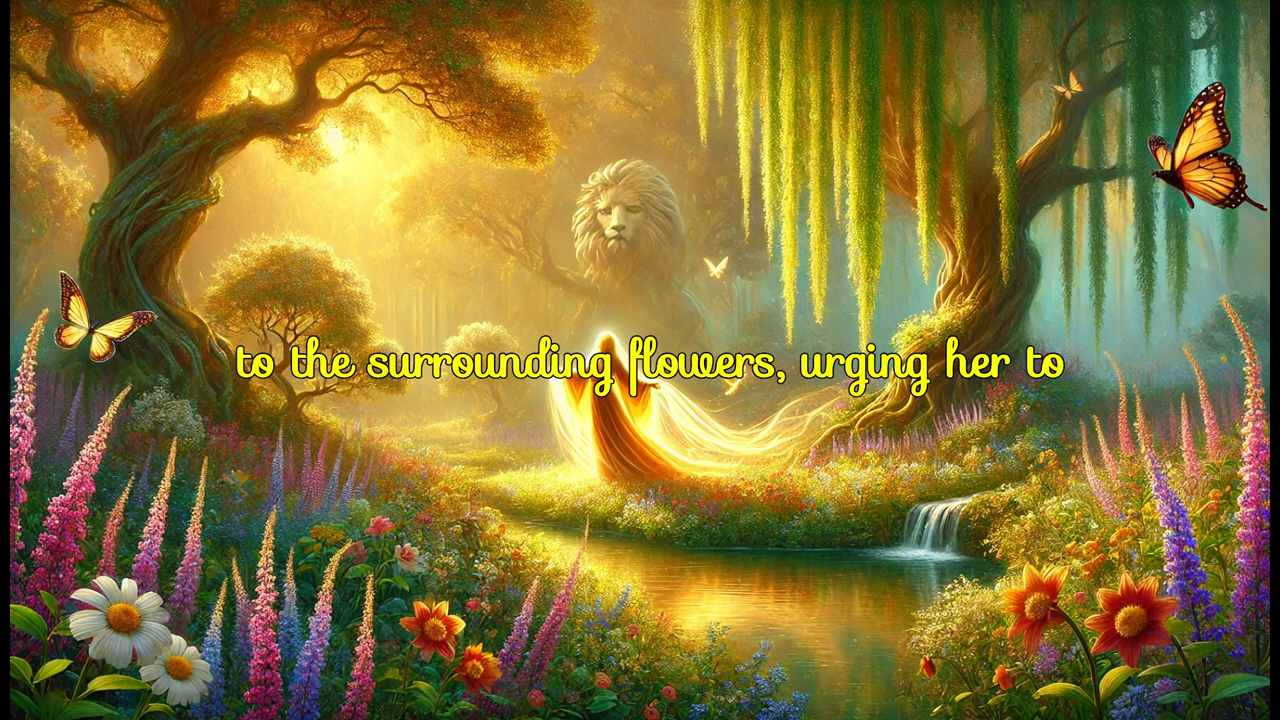 to the surrounding flowers, urging her to